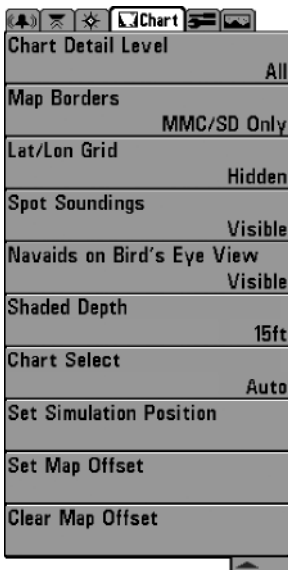 Chart
Chart Detail Level
All
Map Borders
MMC/SD Only
Lat/Lon Grid
Hidden
Spot Soundings
Visible
Navaids on Bird's Eye View
Visible
Shaded Depth
15ft
Chart Select
Auto
Set Simulation Position
Set Map Offset
Clear Map Offset